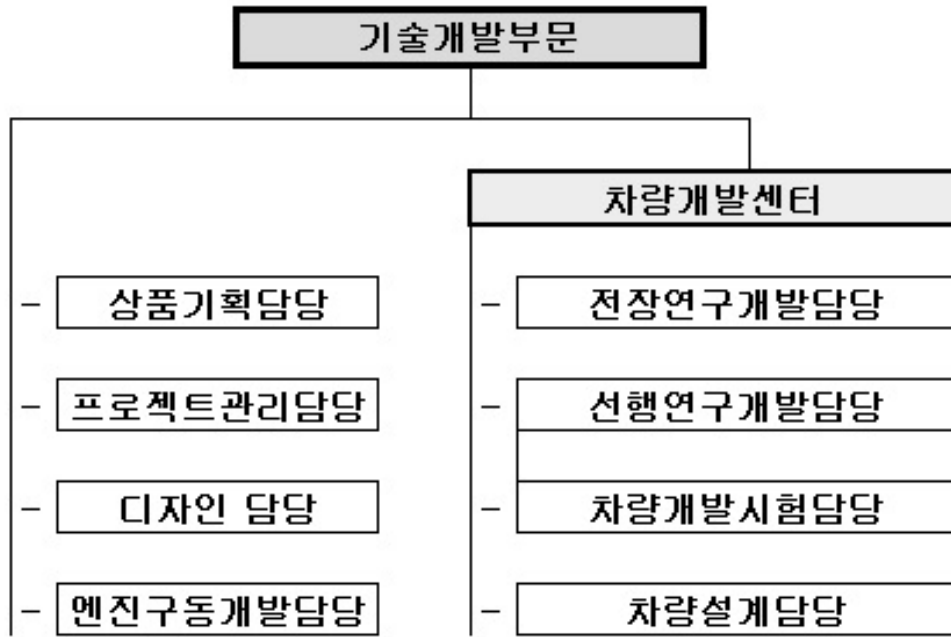 기술개발부문
차량개발센터
상품기획담당
전장연구개발담당
프로젝트관리담당
선행연구개발담당
디자인 담당
차량개발시험담당
엔진구동개발담당
차량설계담당